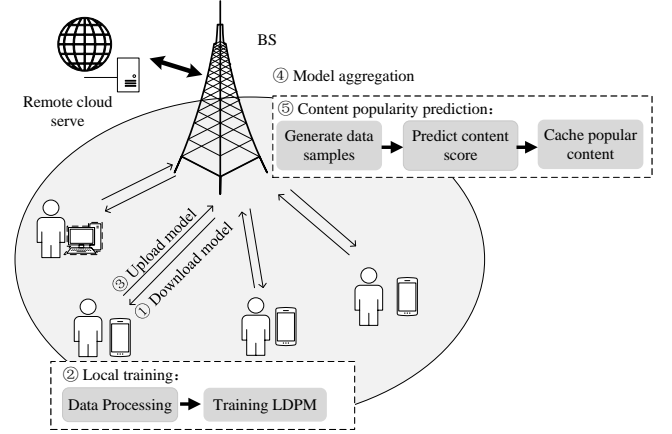 BS
Remote cloud
serve
④ Model aggregation
⑤ Content popularity prediction:
Generate data
samples
Predict content
score
Cache popular
content
③ Upload model
① Download model
② Local training:
Data Processing
Training LDPM